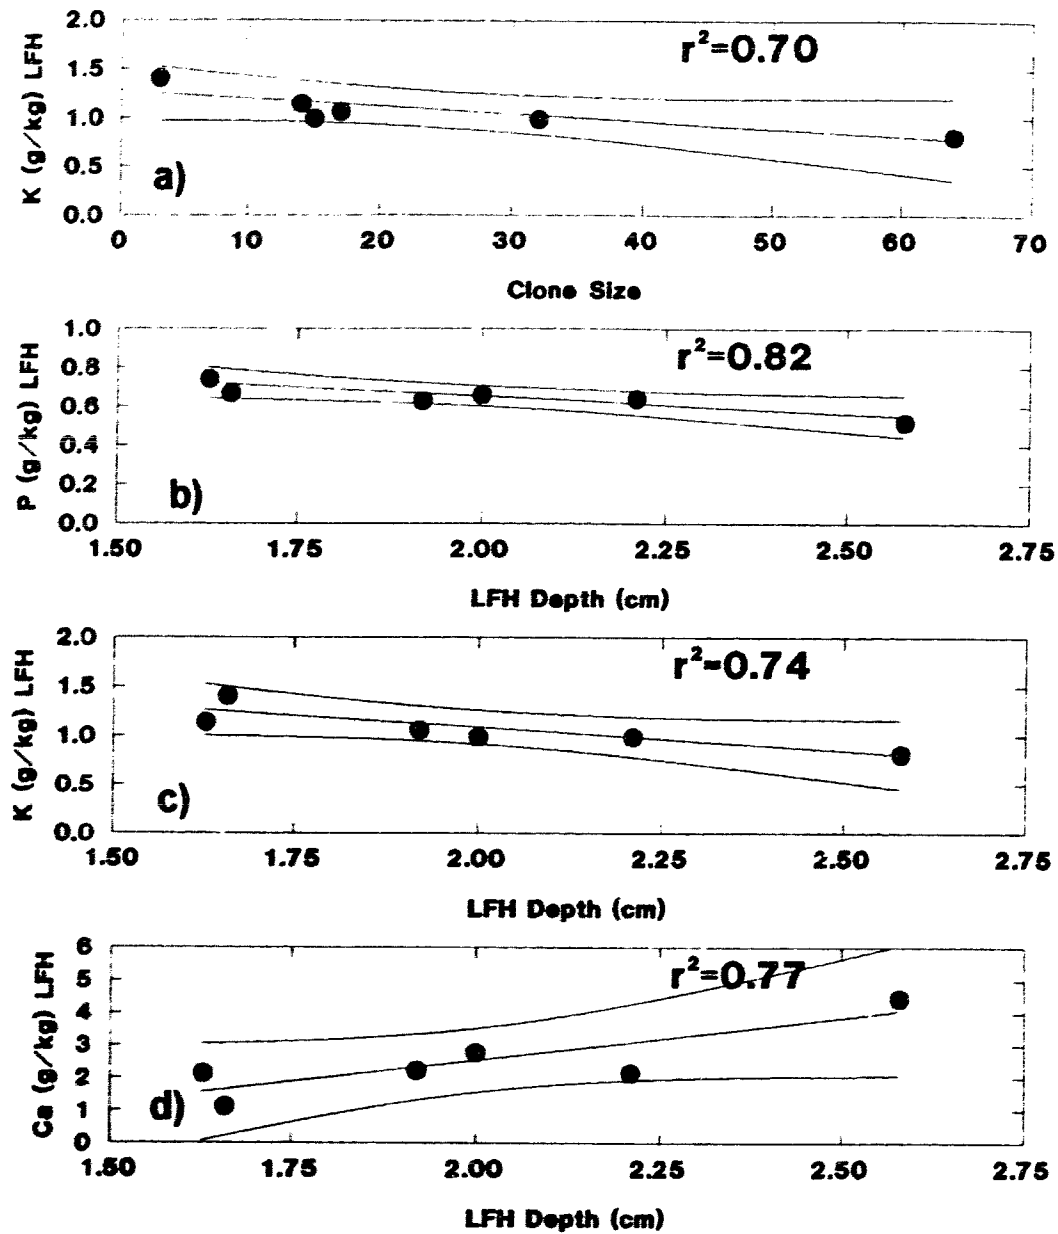 2.0
1.5
1.0
0.5
0.0
K (g/kg) LFH
r²=0.70
a)
0 10 20 30 40 50 60 70
Clone Size
1.0
0.8
0.6
0.4
0.2
0.0
P (g/kg) LFH
r²=0.82
b)
1.50 1.75 2.00 2.25 2.50 2.75
LFH Depth (cm)
2.0
1.5
1.0
0.5
0.0
K (g/kg) LFH
r²=0.74
c)
1.50 1.75 2.00 2.25 2.50 2.75
LFH Depth (cm)
6
5
4
3
2
1
0
Ca (g/kg) LFH
r²=0.77
d)
1.50 1.75 2.00 2.25 2.50 2.75
LFH Depth (cm)